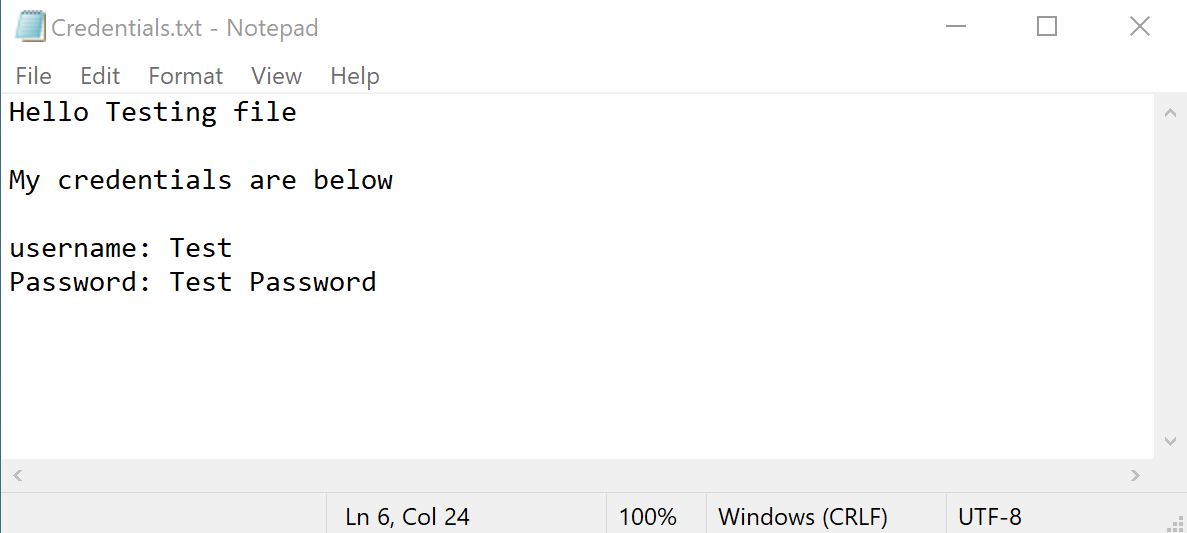 Credentials.txt - Notepad
File Edit Format View Help
Hello Testing file
My credentials are below
username: Test
Password: Test Password
Ln 6, Col 24 100% Windows (CRLF) UTF-8